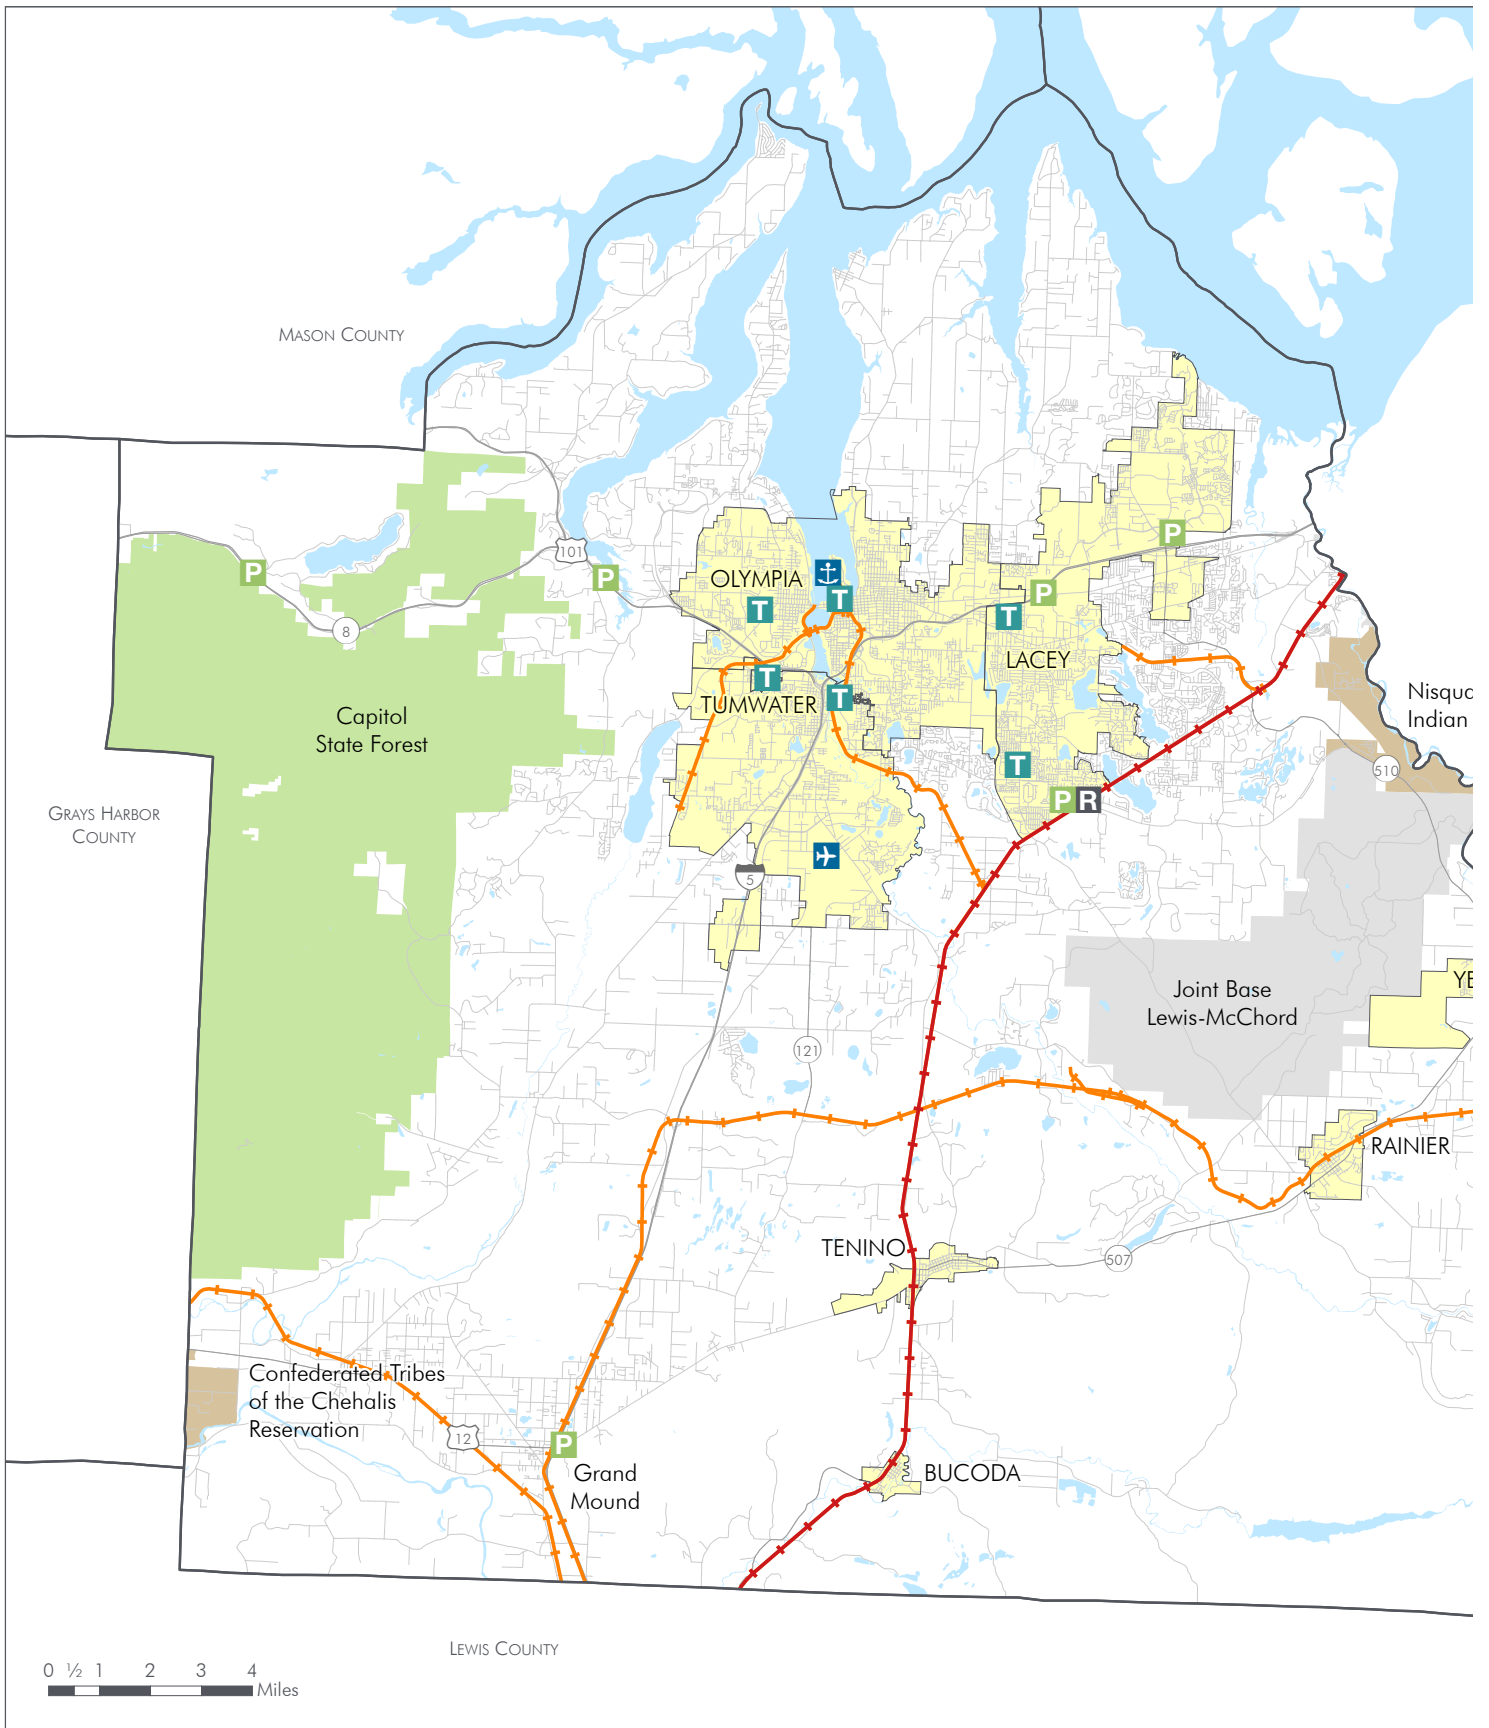 MASON COUNTY
101
P
P
P
OLYMPIA
T
T
T
P
8
LACEY
T
TUMWATER
T
Nisqua
Indian
Capitol
State Forest
510
T
P R
GRAYS HARBOR
COUNTY
5
YE
Joint Base
Lewis-McChord
121
RAINIER
TENINO
507
Confederated Tribes
of the Chehalis
Reservation
12
P
Grand
Mound
BUCODA
LEWIS COUNTY
0 ½ 1 2 3 4
Miles